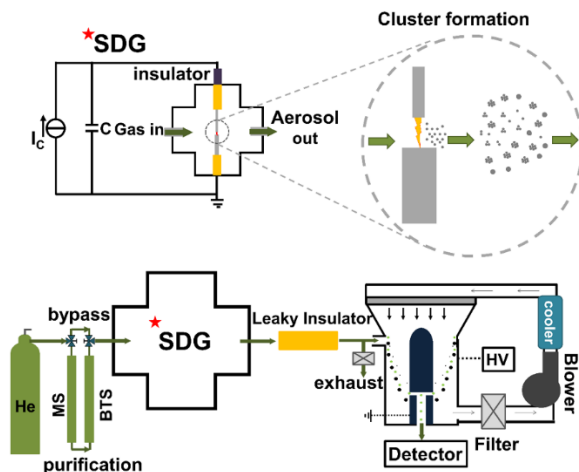 ★SDG
Cluster formation
insulator
I_C
C
Gas in
Aerosol
out
bypass
★SDG
Leaky Insulator
exhaust
He
MS
BTS
purification
HV
cooler
Blower
Filter
Detector